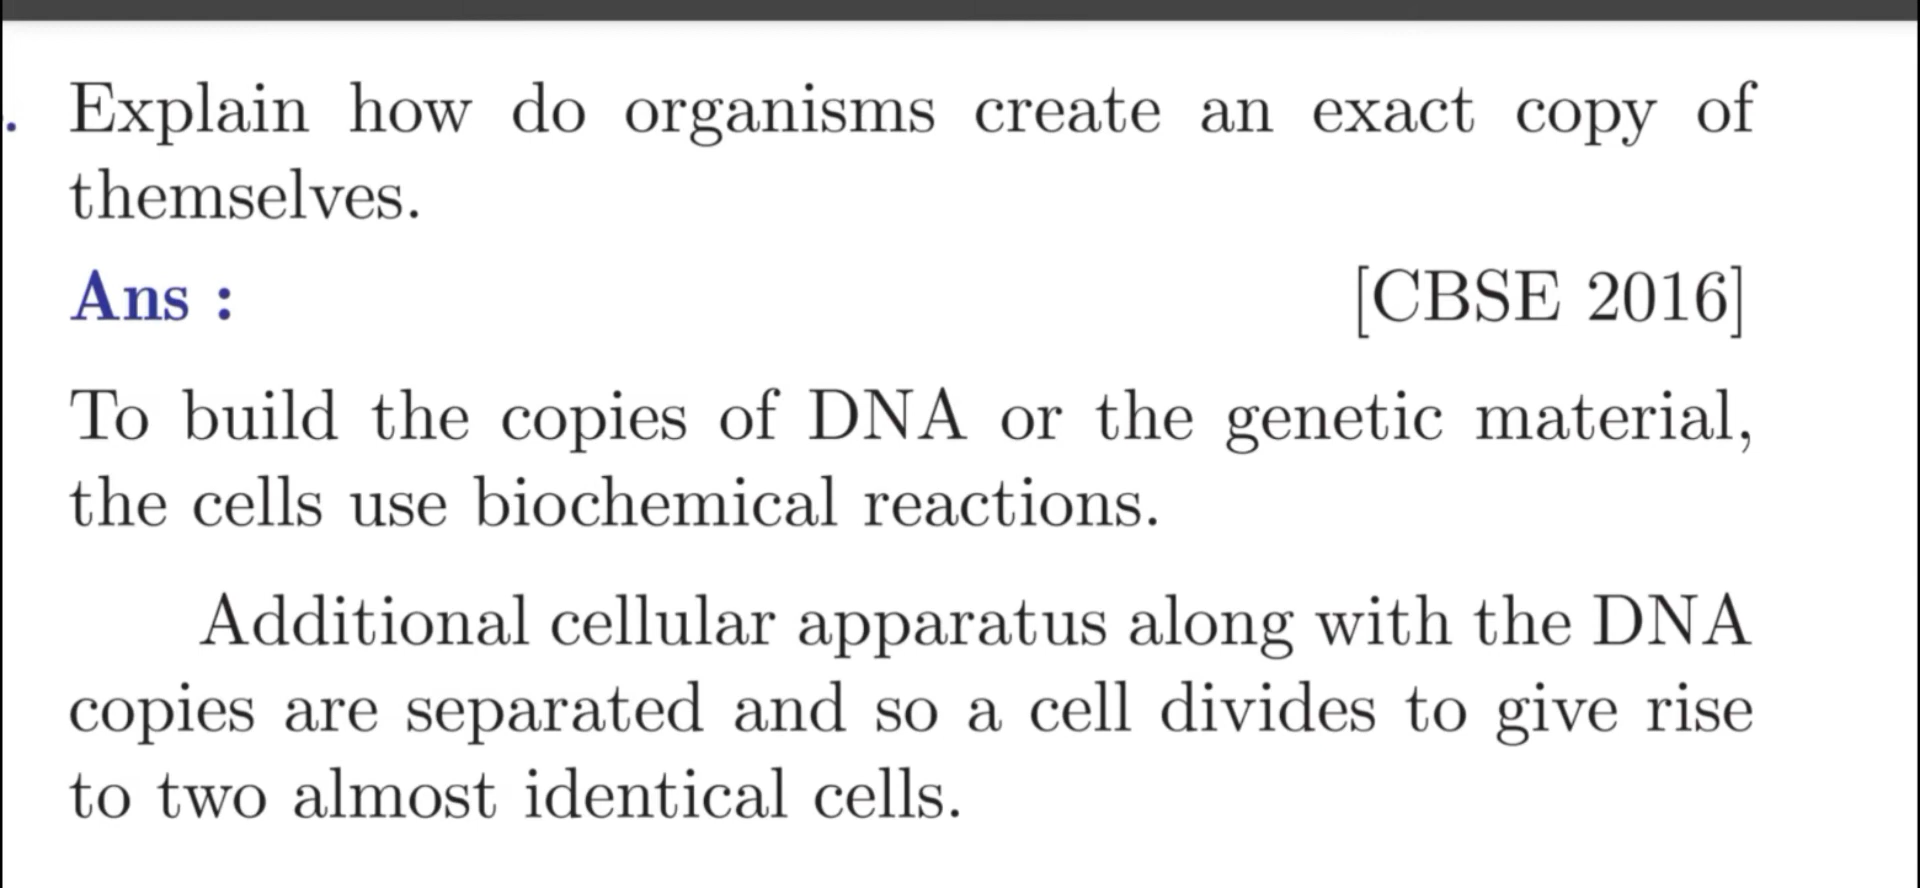 . Explain how do organisms create an exact copy of
themselves.
Ans : [CBSE 2016]
To build the copies of DNA or the genetic material,
the cells use biochemical reactions.
Additional cellular apparatus along with the DNA
copies are separated and so a cell divides to give rise
to two almost identical cells.